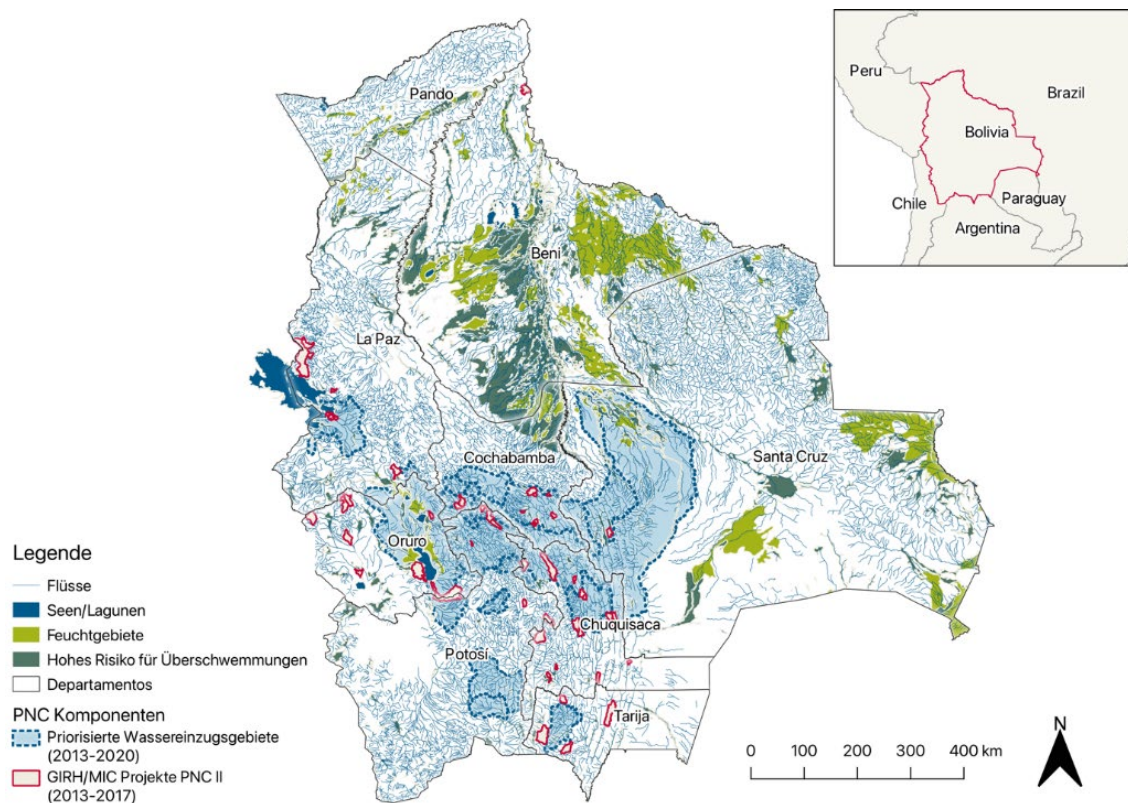 Pando
Beni
La Paz
Cochabamba
Santa Cruz
Oruro
Chuquisaca
Potosí
Tarija
Peru
Brazil
Bolivia
Chile
Paraguay
Argentina
Legende
Flüsse
Seen/Lagunen
Feuchtgebiete
Hohes Risiko für Überschwemmungen
Departamentos
PNC Komponenten
Priorisierte Wassereinzugsgebiete
(2013-2020)
GIRH/MIC Projekte PNC II
(2013-2017)
0 100 200 300 400 km
N